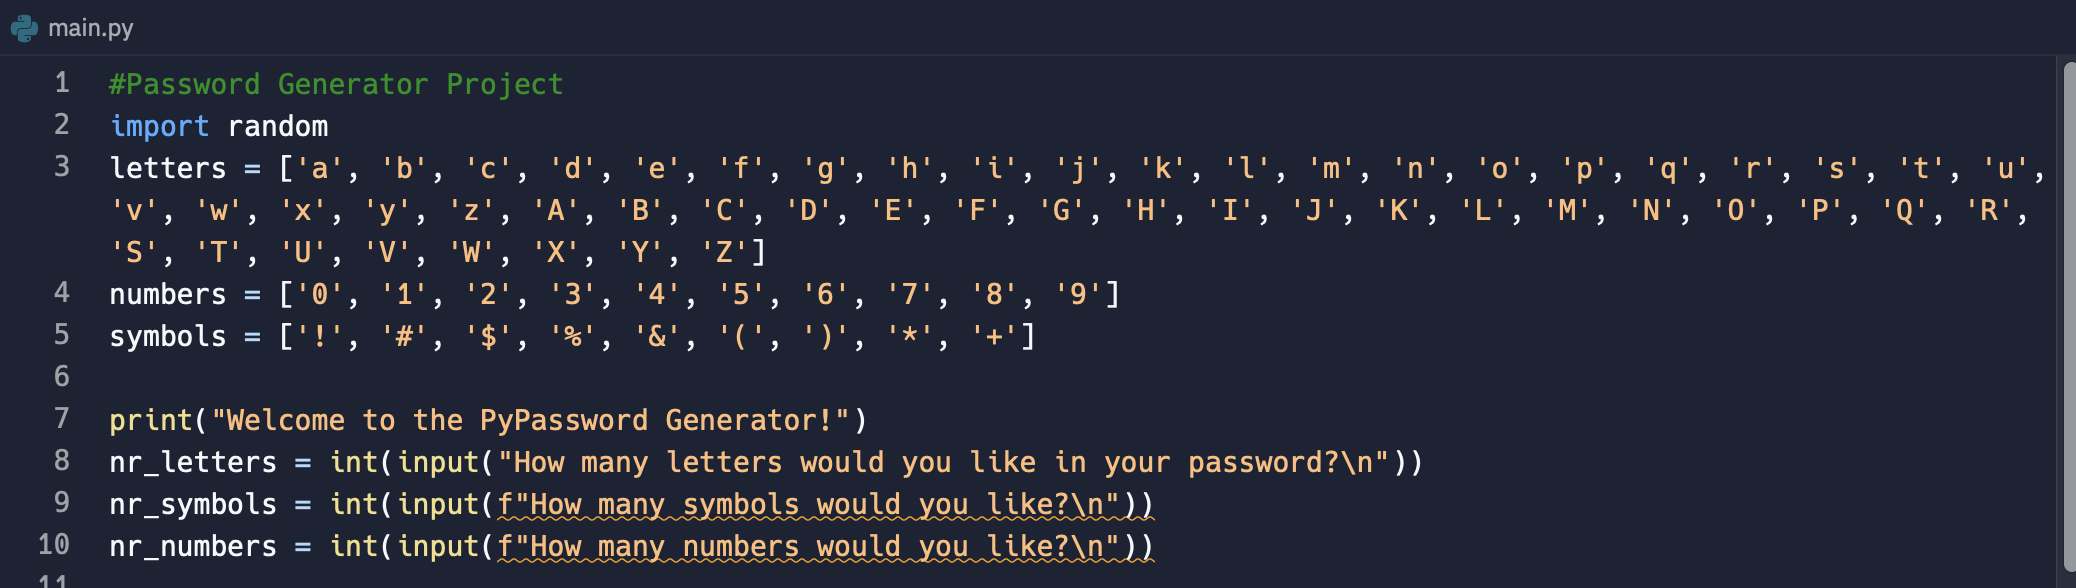 main.py
1 #Password Generator Project
2 import random
3 letters = ['a', 'b', 'c', 'd', 'e', 'f', 'g', 'h', 'i', 'j', 'k', 'l', 'm', 'n', 'o', 'p', 'q', 'r', 's', 't', 'u',
'v', 'w', 'x', 'y', 'z', 'A', 'B', 'C', 'D', 'E', 'F', 'G', 'H', 'I', 'J', 'K', 'L', 'M', 'N', 'O', 'P', 'Q', 'R',
'S', 'T', 'U', 'V', 'W', 'X', 'Y', 'Z']
4 numbers = ['0', '1', '2', '3', '4', '5', '6', '7', '8', '9']
5 symbols = ['!', '#', '$', '%', '&', '(', ')', '*', '+']
6
7 print("Welcome to the PyPassword Generator!")
8 nr_letters = int(input("How many letters would you like in your password?\n"))
9 nr_symbols = int(input(f"How many symbols would you like?\n"))
10 nr_numbers = int(input(f"How many numbers would you like?\n"))
11